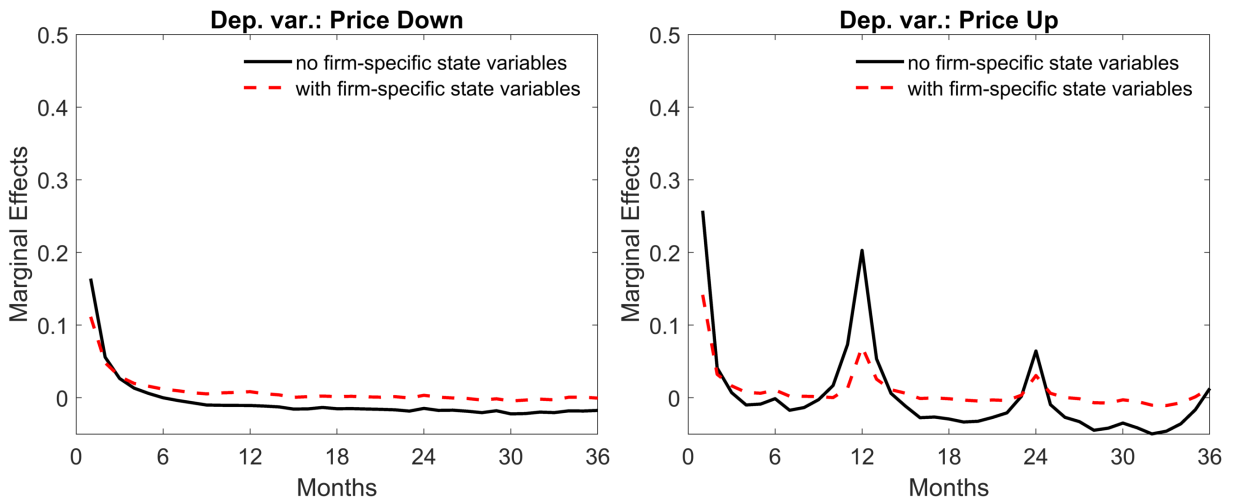 Dep. var.: Price Down
0.5
0.4
0.3
0.2
0.1
0
Marginal Effects
no firm-specific state variables
with firm-specific state variables
0 6 12 18 24 30 36
Months
Dep. var.: Price Up
0.5
0.4
0.3
0.2
0.1
0
Marginal Effects
no firm-specific state variables
with firm-specific state variables
0 6 12 18 24 30 36
Months